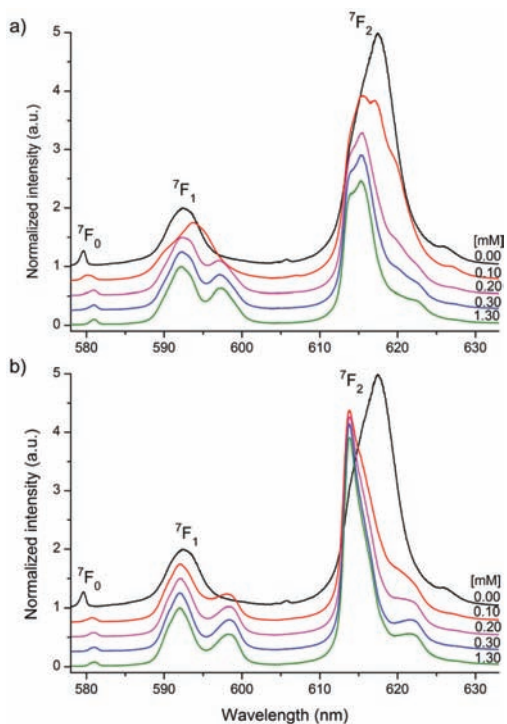 a)
⁷F₂
5
4
3
2
1
0
Normalized intensity (a.u.)
⁷F₁
⁷F₀
[mM]
0.00
0.10
0.20
0.30
1.30
580 590 600 610 620 630
b)
⁷F₂
5
4
3
2
1
0
Normalized intensity (a.u.)
⁷F₁
⁷F₀
[mM]
0.00
0.10
0.20
0.30
1.30
580 590 600 610 620 630
Wavelength (nm)